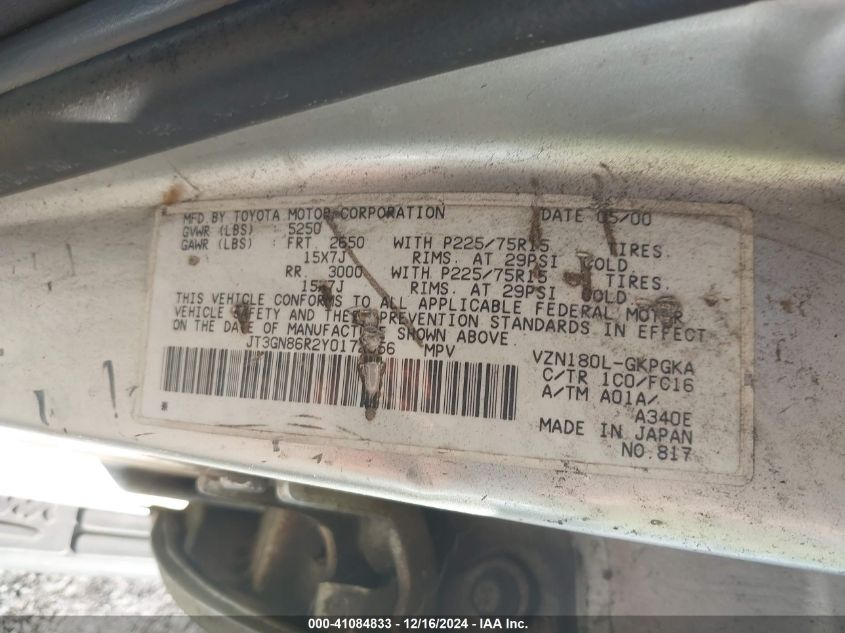 MFD.BY TOYOTA MOTOR CORPORATION DATE 05/00
GVWR (LBS) : 5250
GAWR (LBS) : FRT. 2650 WITH P225/75R15 TIRES.
15X7J RIMS. AT 29PSI COLD.
RR. 3000 WITH P225/75R15 TIRES.
15X7J RIMS. AT 29PSI COLD.
THIS VEHICLE CONFORMS TO ALL APPLICABLE FEDERAL MOTOR
VEHICLE SAFETY AND THEFT PREVENTION STANDARDS IN EFFECT
ON THE DATE OF MANUFACTURE SHOWN ABOVE
MPV VZN180L-GKPGKA
C/TR 1C0/FC16
A/TM A01A/
A340E
MADE IN JAPAN
NO.817
000-41084833 / 12/16/2024 - IAA Inc.